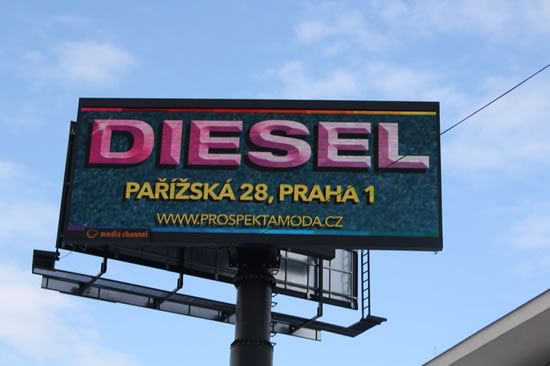 DIESEL
PAŘÍŽSKÁ 28, PRAHA 1
WWW.PROSPEKTAMODA.CZ
media channel